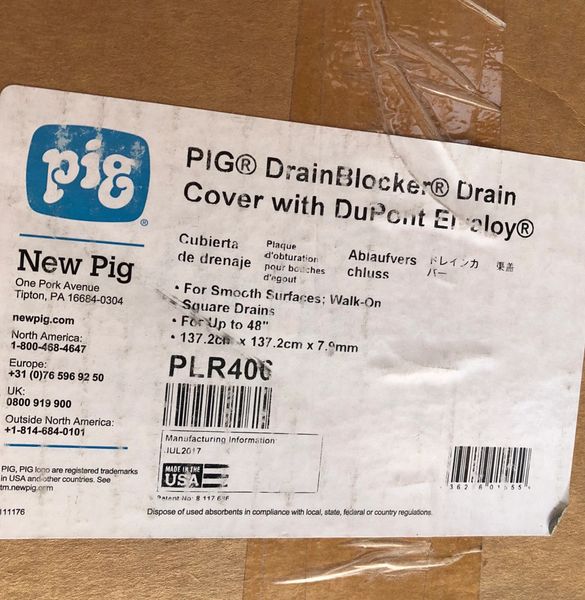 pig®
New Pig
One Pork Avenue
Tipton, PA 16684-0304
newpig.com
North America:
1-800-468-4647
Europe:
+31 (0)76 596 92 50
UK:
0800 919 900
Outside North America:
+1-814-684-0101
PIG, PIG logo are registered trademarks
in USA and other countries. See
111176
PIG® DrainBlocker® Drain
Cover with DuPont
Cubierta
de drenaje
Plaque
d'obturation
pour bouches
d'egout
Ablaufvers
chluss
ドレインカ
バー
• For Smooth Surfaces; Walk-On
Square Drains
• For Up to 48"
• 137.2cm x 137.2cm x 7.9mm
PLR406
Manufacturing Information
JUL2017
MADE IN THE
USA
Patent No: 8,117,686
Dispose of used absorbents in compliance with local, state, federal or country regulations.